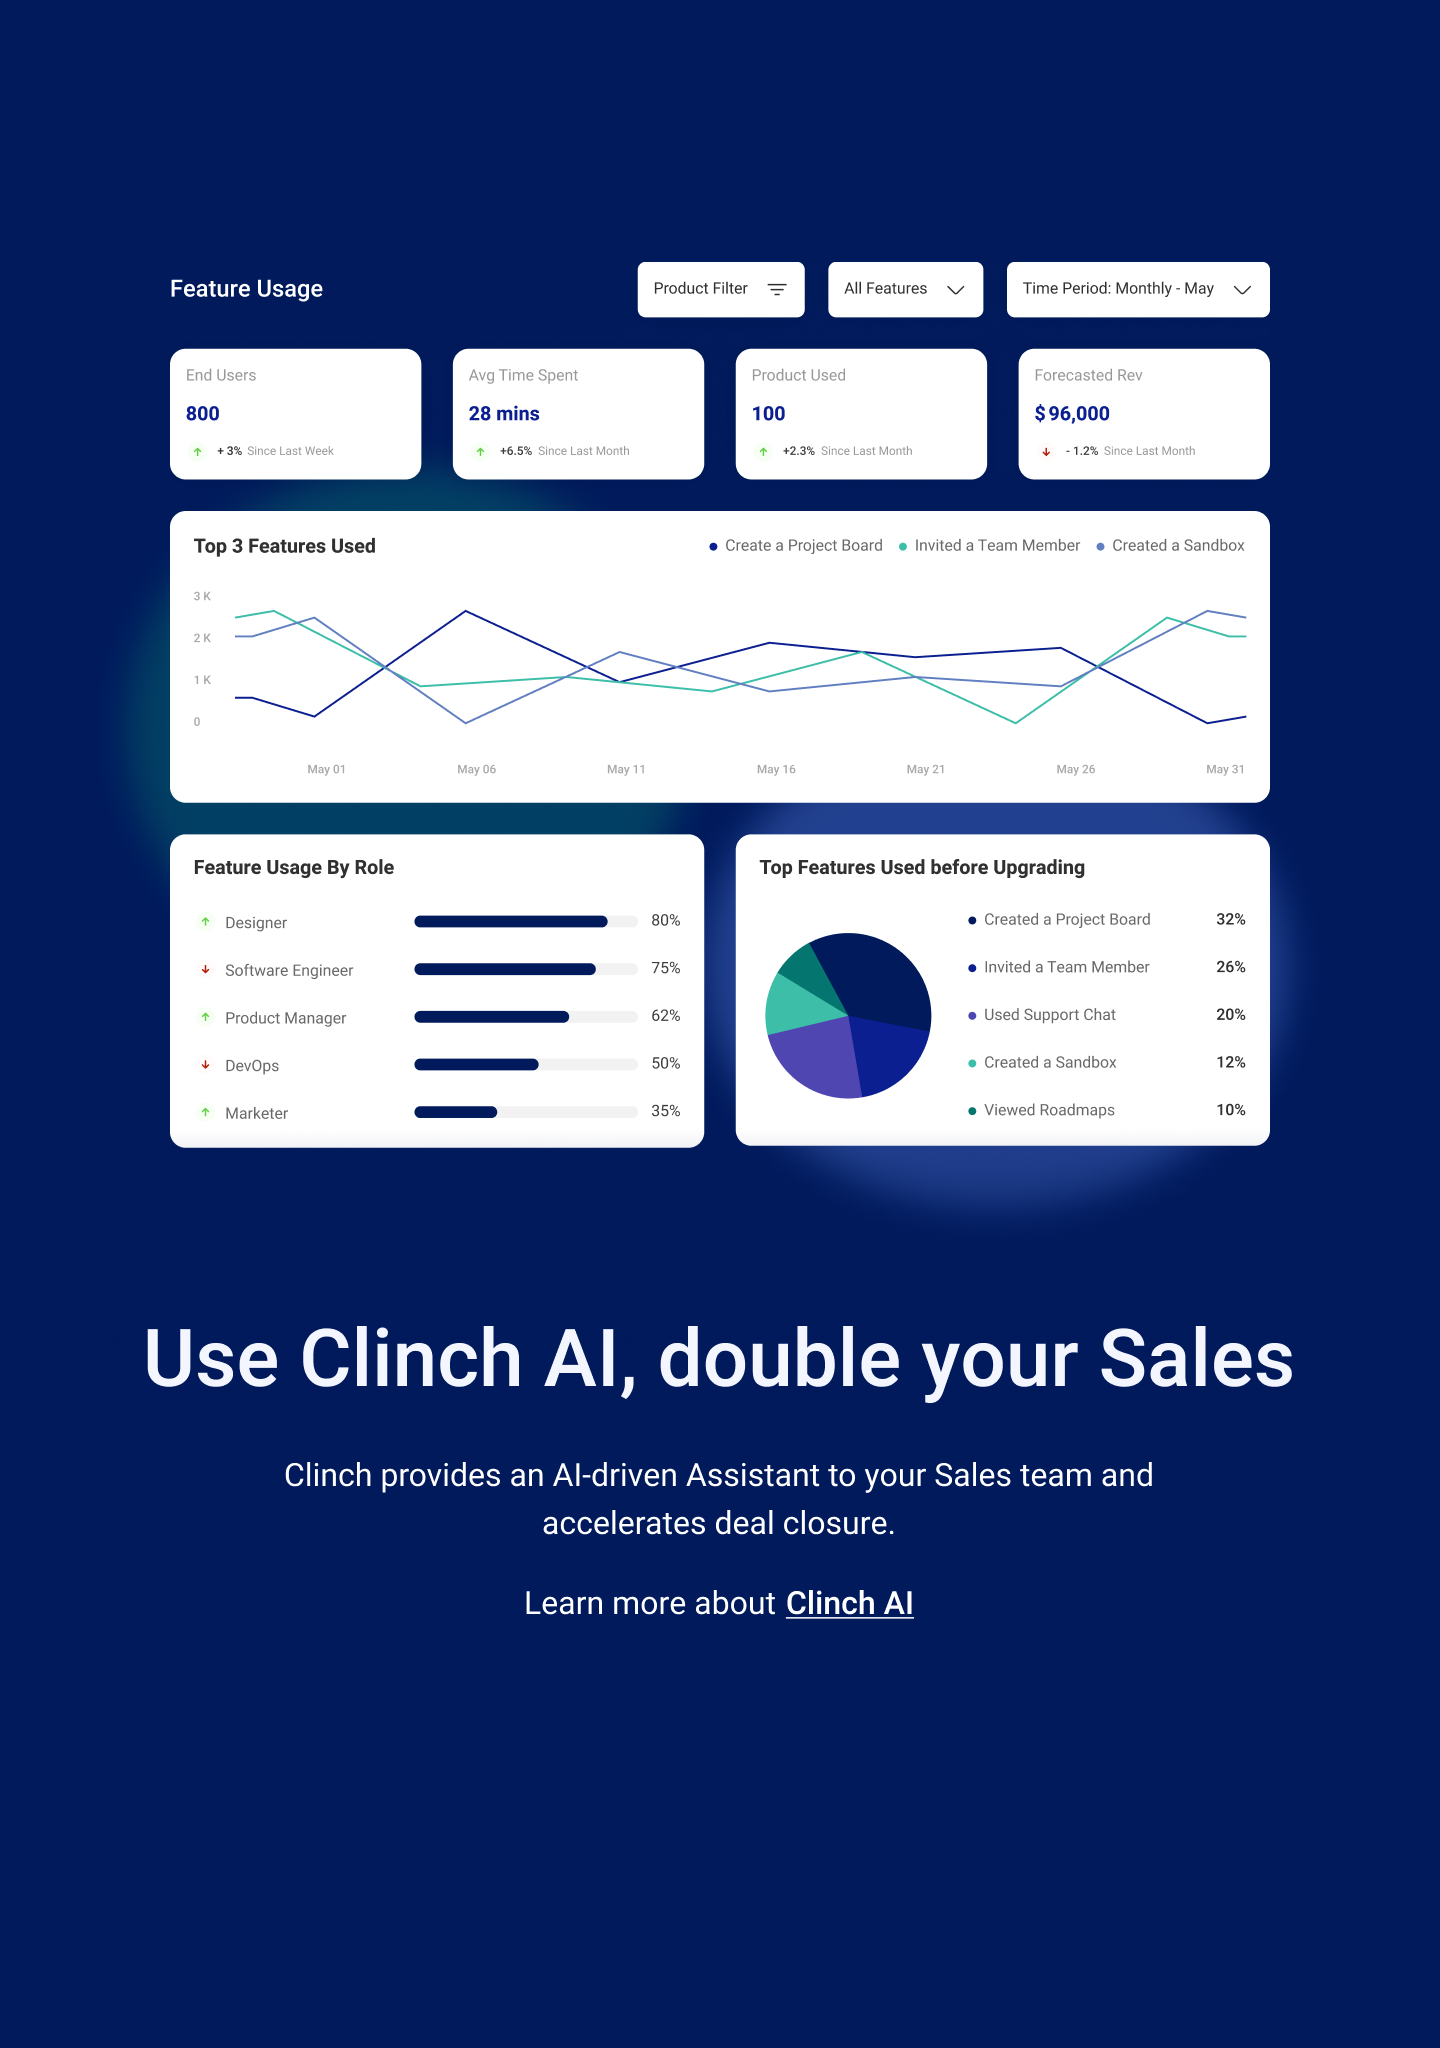 Feature Usage
Product Filter
All Features
Time Period: Monthly - May
End Users
800
+ 3% Since Last Week
Avg Time Spent
28 mins
+6.5% Since Last Month
Product Used
100
+2.3% Since Last Month
Forecasted Rev
$ 96,000
- 1.2% Since Last Month
Top 3 Features Used
Create a Project Board
Invited a Team Member
Created a Sandbox
3 K
2 K
1 K
0
May 01
May 06
May 11
May 16
May 21
May 26
May 31
Feature Usage By Role
Designer 80%
Software Engineer 75%
Product Manager 62%
DevOps 50%
Marketer 35%
Top Features Used before Upgrading
Created a Project Board 32%
Invited a Team Member 26%
Used Support Chat 20%
Created a Sandbox 12%
Viewed Roadmaps 10%
Use Clinch AI, double your Sales
Clinch provides an AI-driven Assistant to your Sales team and
accelerates deal closure.
Learn more about Clinch AI